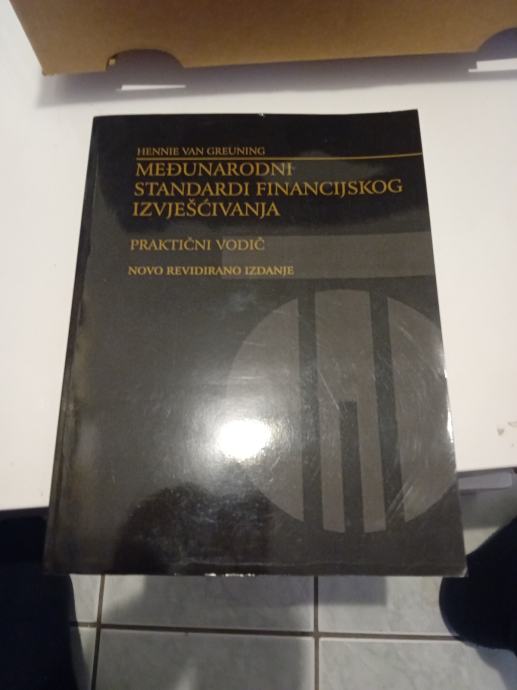 HENNIE VAN GREUNING
MEĐUNARODNI
STANDARDI FINANCIJSKOG
IZVJEŠĆIVANJA
PRAKTIČNI VODIČ
NOVO REVIDIRANO IZDANJE